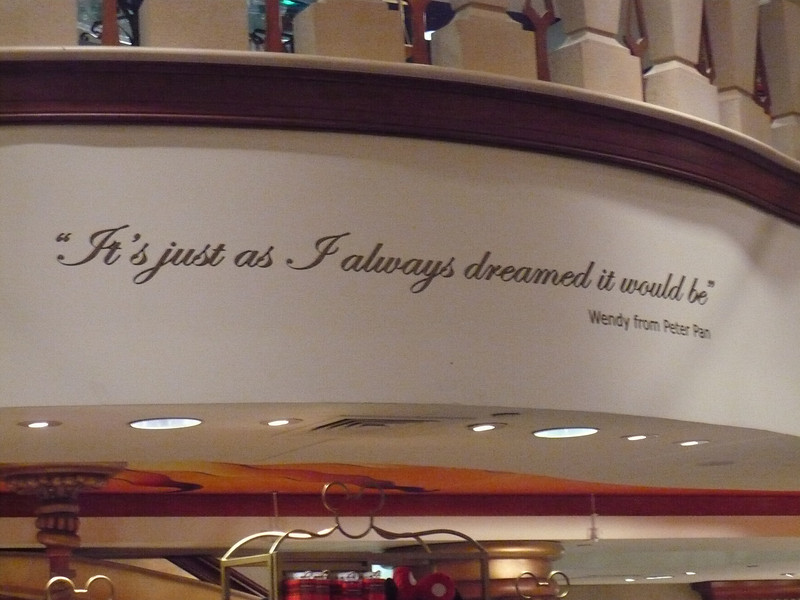 “It's just as I always dreamed it would be”
Wendy from Peter Pan